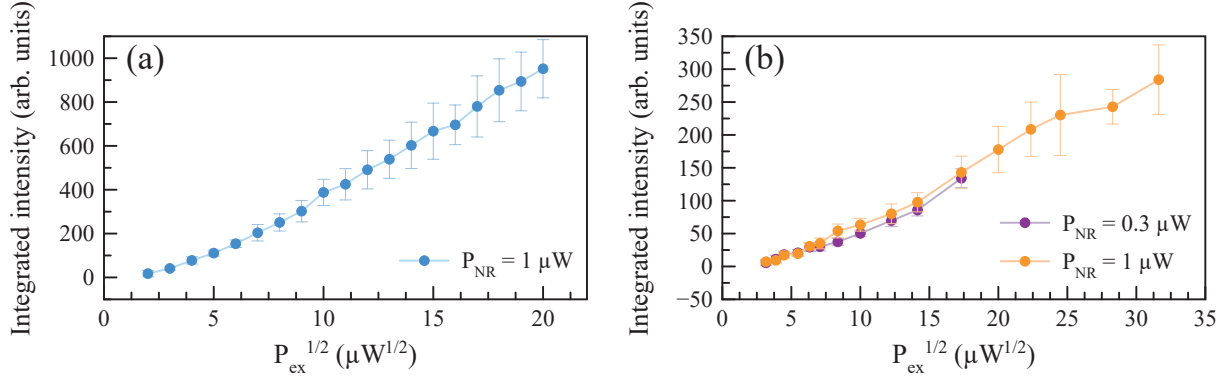 Integrated intensity (arb. units)
(a)
1000
800
600
400
200
0
P_NR = 1 µW
0 5 10 15 20
P_ex^1/2 (µW^1/2)
Integrated intensity (arb. units)
(b)
350
300
250
200
150
100
50
0
−50
P_NR = 0.3 µW
P_NR = 1 µW
0 5 10 15 20 25 30 35
P_ex^1/2 (µW^1/2)